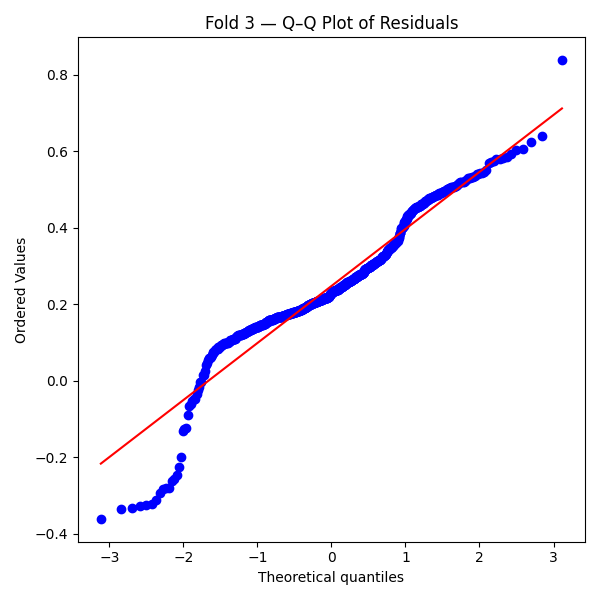 Fold 3 — Q–Q Plot of Residuals
0.8
0.6
0.4
0.2
0.0
−0.2
−0.4
Ordered Values
−3 −2 −1 0 1 2 3
Theoretical quantiles